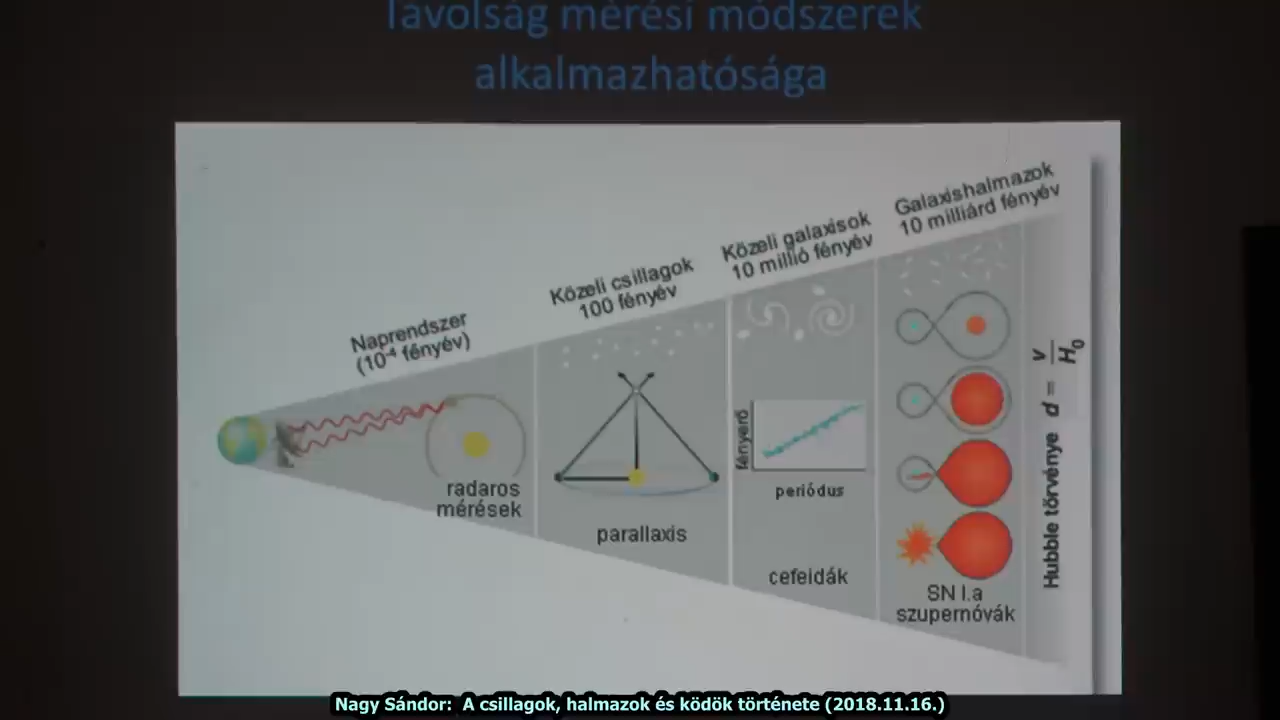 Távolság mérési módszerek
alkalmazhatósága
Naprendszer
(10⁻⁴ fényév)
Közeli csillagok
100 fényév
Közeli galaxisok
10 millió fényév
Galaxishalmazok
10 milliárd fényév
radaros
mérések
parallaxis
fényerő
periódus
cefeidák
SN I.a
szupernóvák
Hubble törvénye d = v/H₀
Nagy Sándor: A csillagok, halmazok és ködök története (2018.11.16.)